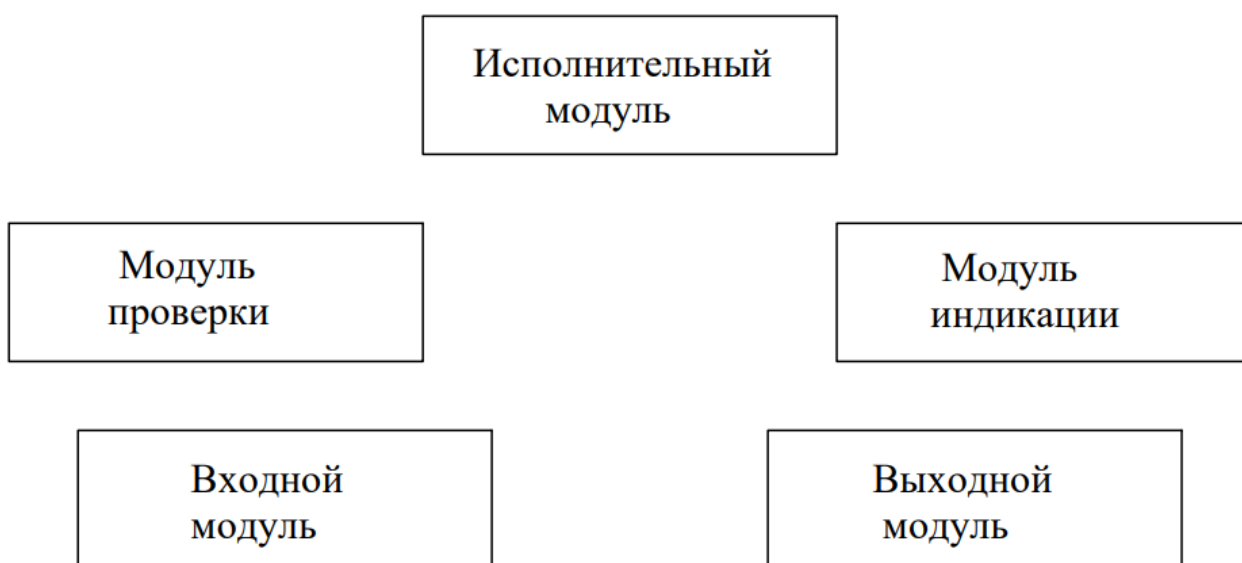 Исполнительный
модуль
Модуль
проверки
Модуль
индикации
Входной
модуль
Выходной
модуль